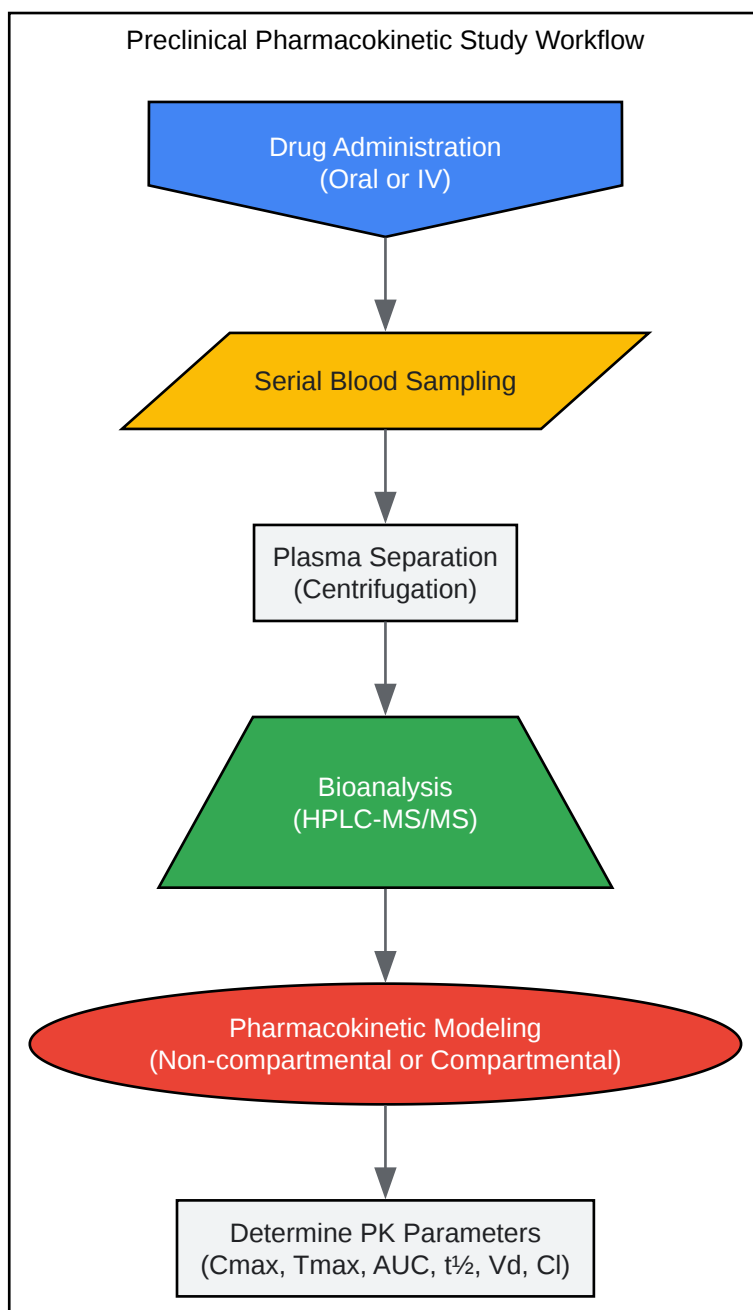 Preclinical Pharmacokinetic Study Workflow
Drug Administration
(Oral or IV)
Serial Blood Sampling
Plasma Separation
(Centrifugation)
Bioanalysis
(HPLC-MS/MS)
Pharmacokinetic Modeling
(Non-compartmental or Compartmental)
Determine PK Parameters
(Cmax, Tmax, AUC, t½, Vd, Cl)